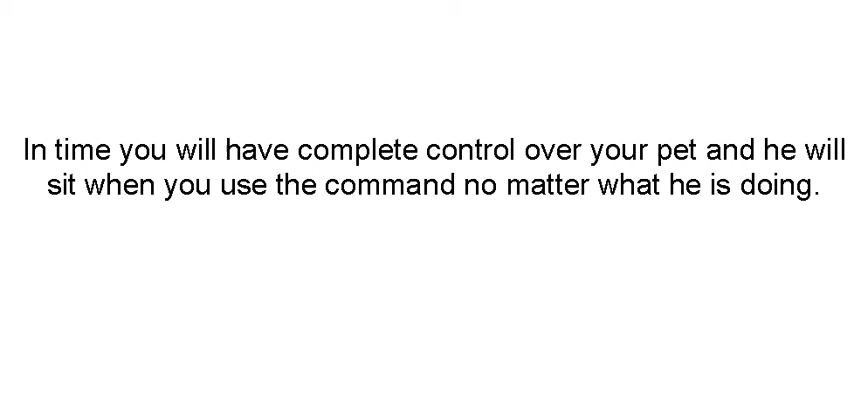 In time you will have complete control over your pet and he will
sit when you use the command no matter what he is doing.